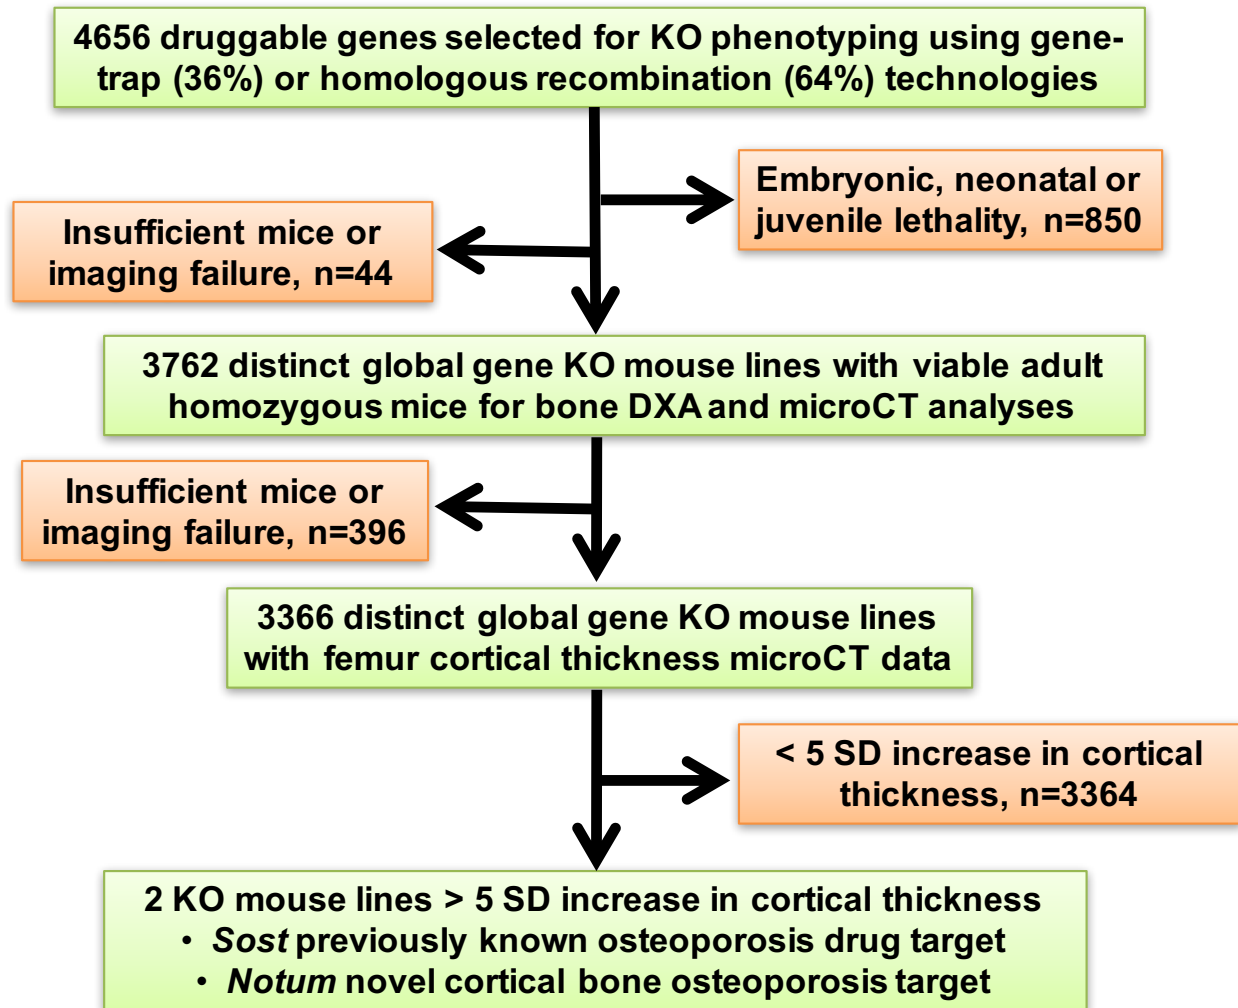 4656 druggable genes selected for KO phenotyping using gene-
trap (36%) or homologous recombination (64%) technologies
Embryonic, neonatal or
juvenile lethality, n=850
Insufficient mice or
imaging failure, n=44
3762 distinct global gene KO mouse lines with viable adult
homozygous mice for bone DXA and microCT analyses
Insufficient mice or
imaging failure, n=396
3366 distinct global gene KO mouse lines
with femur cortical thickness microCT data
< 5 SD increase in cortical
thickness, n=3364
2 KO mouse lines > 5 SD increase in cortical thickness
• Sost previously known osteoporosis drug target
• Notum novel cortical bone osteoporosis target